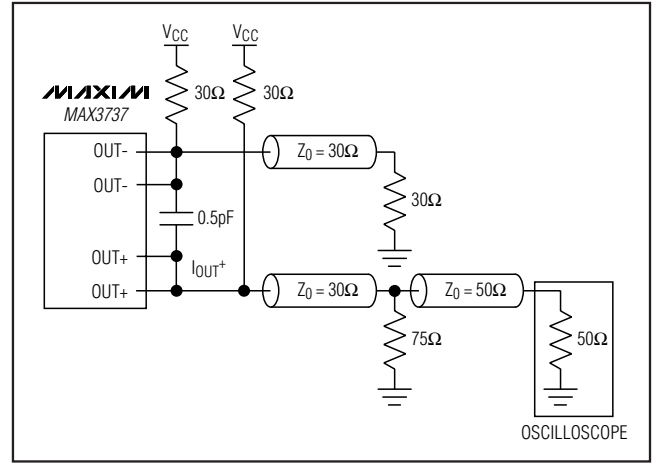 VCC VCC
MAXIM
MAX3737
30Ω 30Ω
OUT-
Z0 = 30Ω
OUT-
30Ω
0.5pF
OUT+
IOUT+
OUT+
Z0 = 30Ω
Z0 = 50Ω
75Ω
50Ω
OSCILLOSCOPE